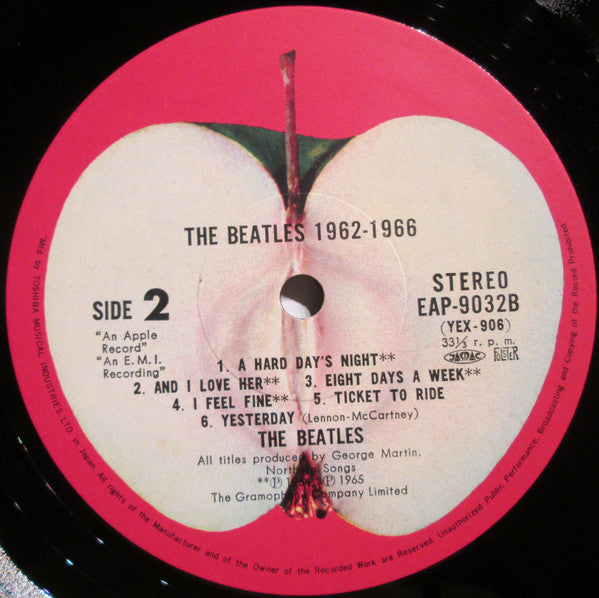 THE BEATLES 1962-1966
SIDE 2
STEREO
EAP-9032B
(YEX-906)
33⅓ r. p. m.
JASRAC
"An Apple
Record"
"An E.M.I.
Recording"
1. A HARD DAY'S NIGHT**
2. AND I LOVE HER** 3. EIGHT DAYS A WEEK**
4. I FEEL FINE** 5. TICKET TO RIDE
6. YESTERDAY (Lennon-McCartney)
THE BEATLES
All titles produced by George Martin.
Northern Songs
**Ⓟ 1964 Ⓟ 1965
The Gramophone Company Limited
Mfd by TOSHIBA MUSICAL INDUSTRIES,LTD in Japan. All rights of the Manufacturer and of the Owner of the Recorded Work are Reserved. Unauthorized Public Performance, Broadcasting and Copying of the Record Prohibited.